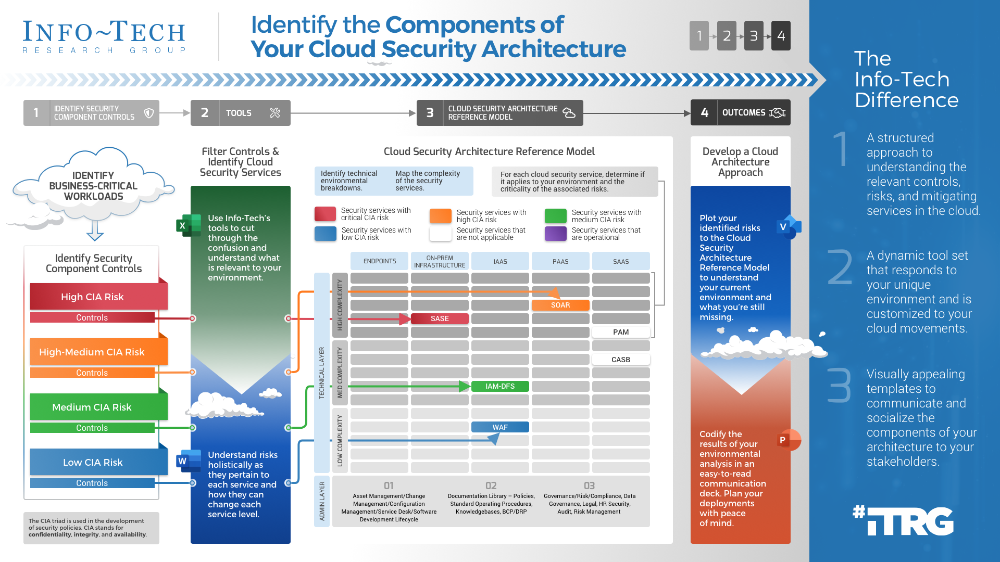 INFO~TECH
RESEARCH GROUP
Identify the Components of
Your Cloud Security Architecture
1
2
3
4
1
IDENTIFY SECURITY
COMPONENT CONTROLS
2
TOOLS
3
CLOUD SECURITY ARCHITECTURE
REFERENCE MODEL
4
OUTCOMES
IDENTIFY
BUSINESS-CRITICAL
WORKLOADS
Identify Security
Component Controls
High CIA Risk
Controls
High-Medium CIA Risk
Controls
Medium CIA Risk
Controls
Low CIA Risk
Controls
The CIA triad is used in the development
of security policies. CIA stands for
confidentiality, integrity, and availability.
Filter Controls &
Identify Cloud
Security Services
X
Use Info-Tech's
tools to cut
through the
confusion and
understand what
is relevant to your
environment.
W
Understand risks
holistically as
they pertain to
each service and
how they can
change each
service level.
Cloud Security Architecture Reference Model
Identify technical
environmental
breakdowns.
Map the complexity
of the security
services.
For each cloud security service, determine if
it applies to your environment and the
criticality of the associated risks.
Security services with
critical CIA risk
Security services with
high CIA risk
Security services with
medium CIA risk
Security services with
low CIA risk
Security services that
are not applicable
Security services that
are operational
ENDPOINTS
ON-PREM
INFRASTRUCTURE
IAAS
PAAS
SAAS
TECHNICAL LAYER
HIGH COMPLEXITY
SOAR
SASE
PAM
MED COMPLEXITY
CASB
IAM-DFS
LOW COMPLEXITY
WAF
ADMIN LAYER
01
Asset Management/Change
Management/Configuration
Management/Service Desk/Software
Development Lifecycle
02
Documentation Library – Policies,
Standard Operating Procedures,
Knowledgebases, BCP/DRP
03
Governance/Risk/Compliance, Data
Governance, Legal, HR Security,
Audit, Risk Management
Develop a Cloud
Architecture
Approach
V
Plot your
identified risks
to the Cloud
Security
Architecture
Reference Model
to understand
your current
environment and
what you're still
missing.
P
Codify the
results of your
environmental
analysis in an
easy-to-read
communication
deck. Plan your
deployments
with peace
of mind.
The
Info-Tech
Difference
1
A structured
approach to
understanding the
relevant controls,
risks, and mitigating
services in the cloud.
2
A dynamic tool set
that responds to
your unique
environment and is
customized to your
cloud movements.
3
Visually appealing
templates to
communicate and
socialize the
components of your
architecture to your
stakeholders.
#iTRG